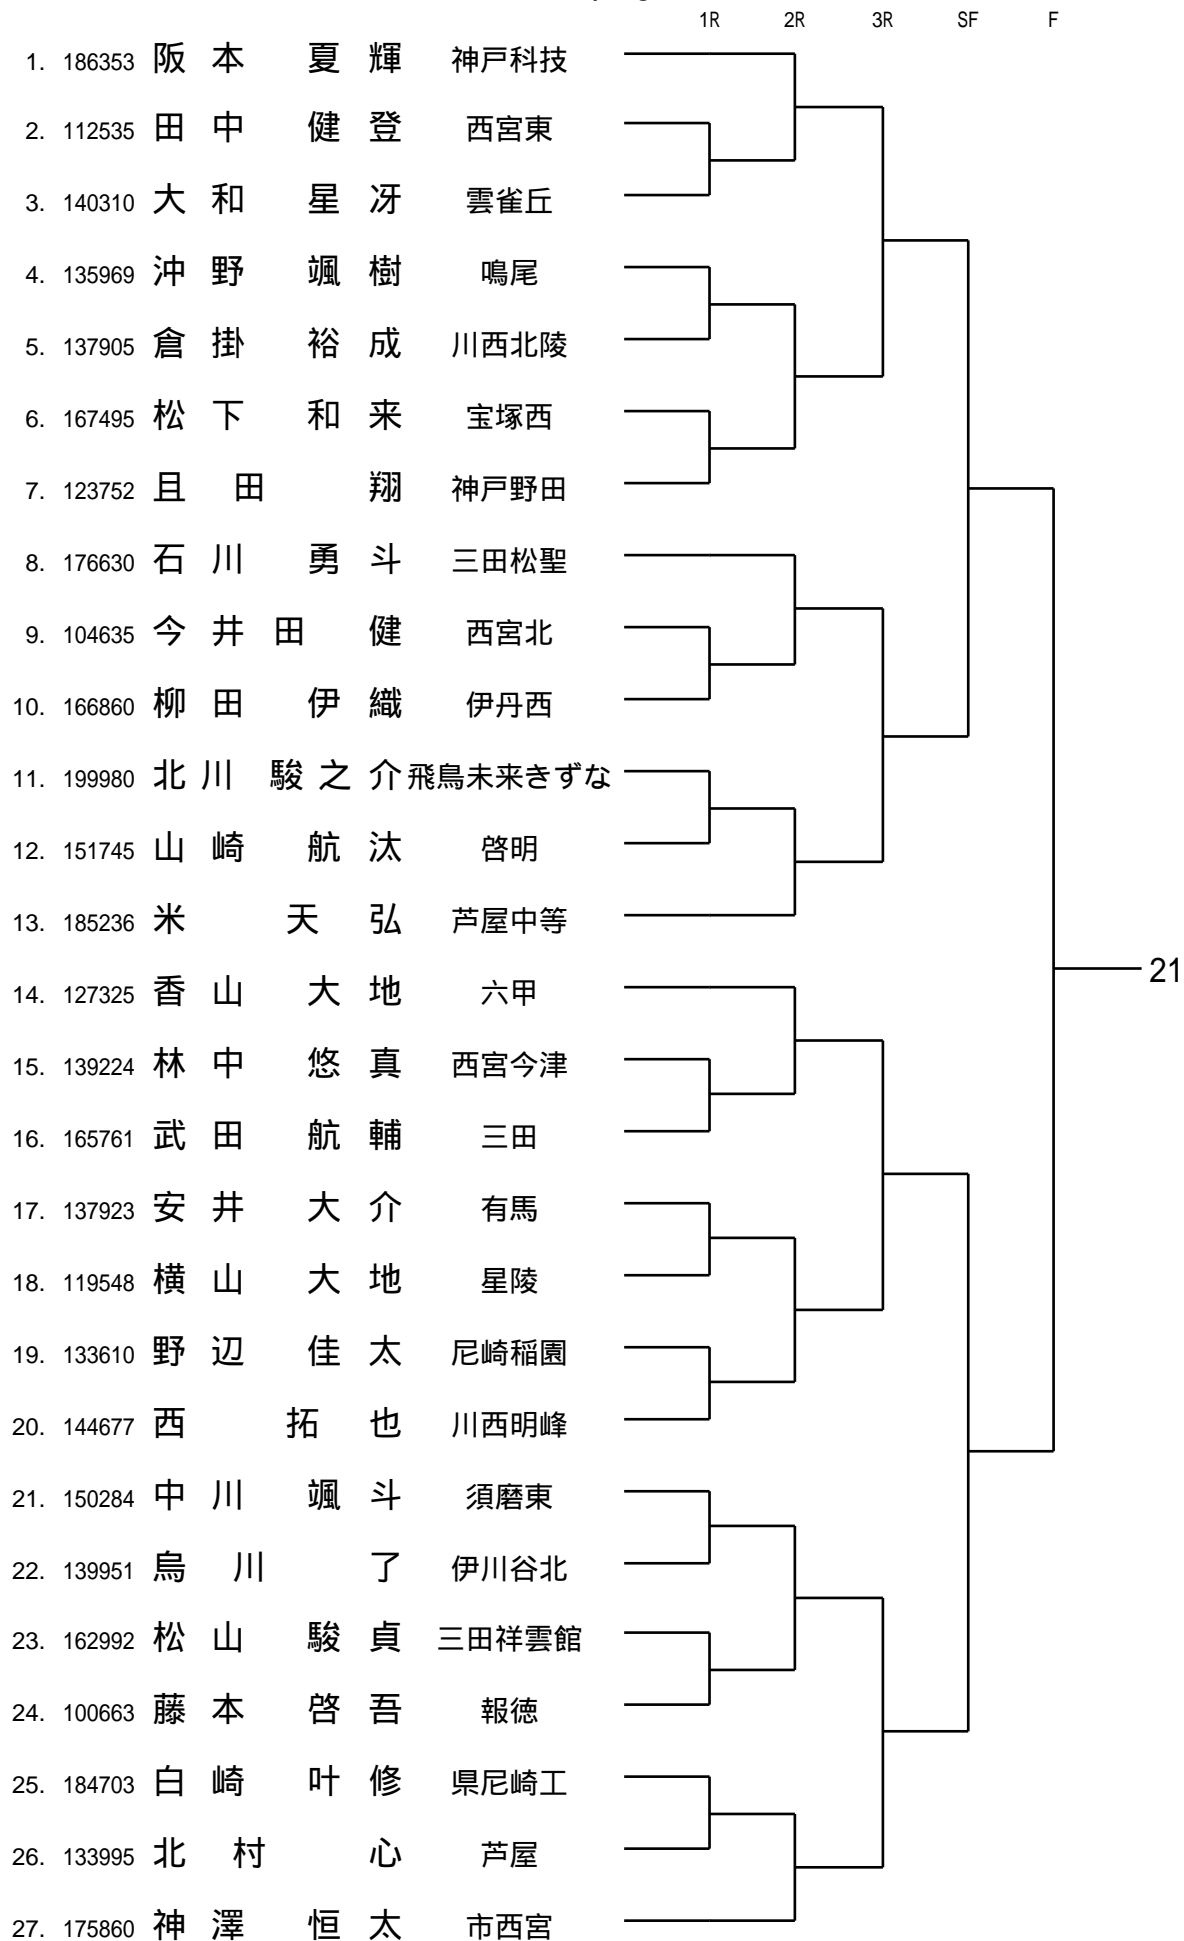 1R 2R 3R SF F
1. 186353 阪本 夏輝 神戸科技
2. 112535 田中 健登 西宮東
3. 140310 大和 星冴 雲雀丘
4. 135969 沖野 颯樹 鳴尾
5. 137905 倉掛 裕成 川西北陵
6. 167495 松下 和来 宝塚西
7. 123752 且田 翔 神戸野田
8. 176630 石川 勇斗 三田松聖
9. 104635 今井田 健 西宮北
10. 166860 柳田 伊織 伊丹西
11. 199980 北川 駿之介 飛鳥未来きずな
12. 151745 山崎 航汰 啓明
13. 185236 米 天弘 芦屋中等
21
14. 127325 香山 大地 六甲
15. 139224 林中 悠真 西宮今津
16. 165761 武田 航輔 三田
17. 137923 安井 大介 有馬
18. 119548 横山 大地 星陵
19. 133610 野辺 佳太 尼崎稲園
20. 144677 西 拓也 川西明峰
21. 150284 中川 颯斗 須磨東
22. 139951 烏川 了 伊川谷北
23. 162992 松山 駿貞 三田祥雲館
24. 100663 藤本 啓吾 報徳
25. 184703 白崎 叶修 県尼崎工
26. 133995 北村 心 芦屋
27. 175860 神澤 恒太 市西宮